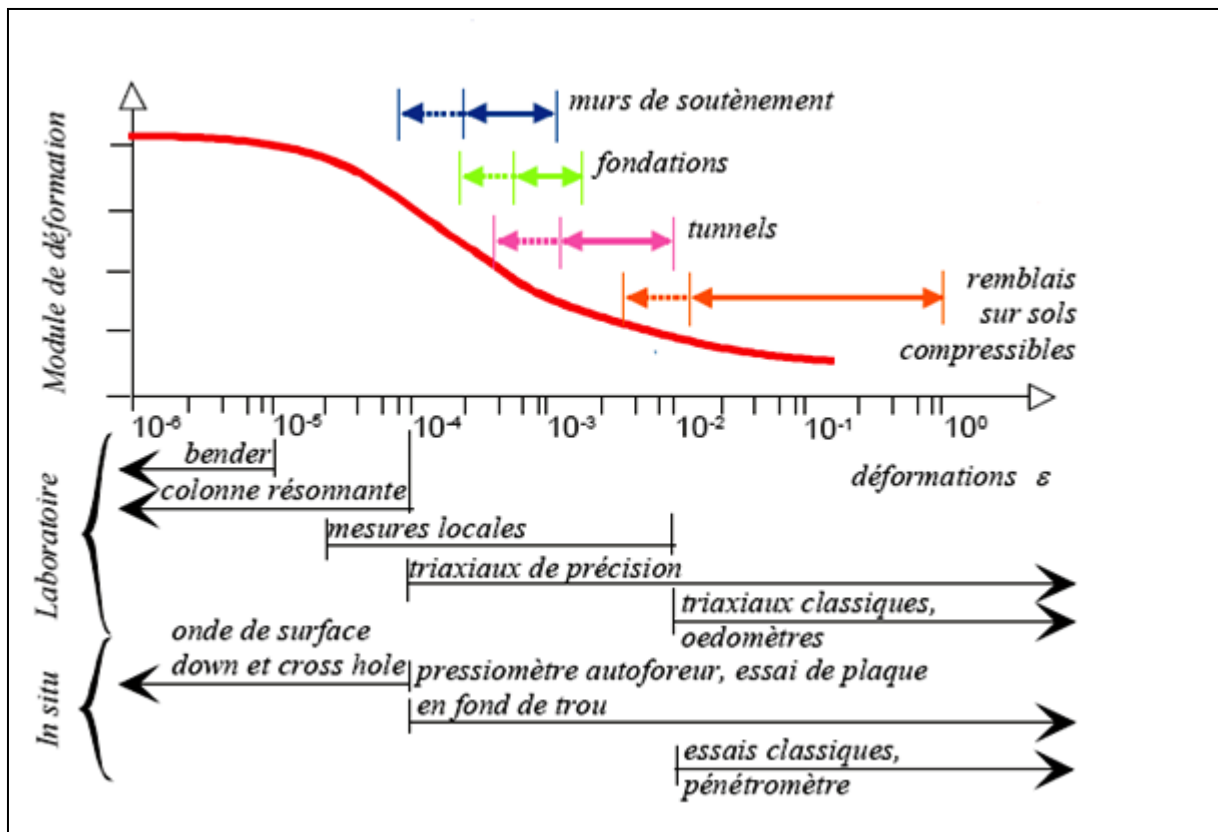 Module de déformation
murs de soutènement
fondations
tunnels
remblais
sur sols
compressibles
10⁻⁶ 10⁻⁵ 10⁻⁴ 10⁻³ 10⁻² 10⁻¹ 10⁰
déformations ε
Laboratoire
bender
colonne résonnante
mesures locales
triaxiaux de précision
triaxiaux classiques,
oedomètres
In situ
onde de surface
down et cross hole
pressiomètre autoforeur, essai de plaque
en fond de trou
essais classiques,
pénétromètre